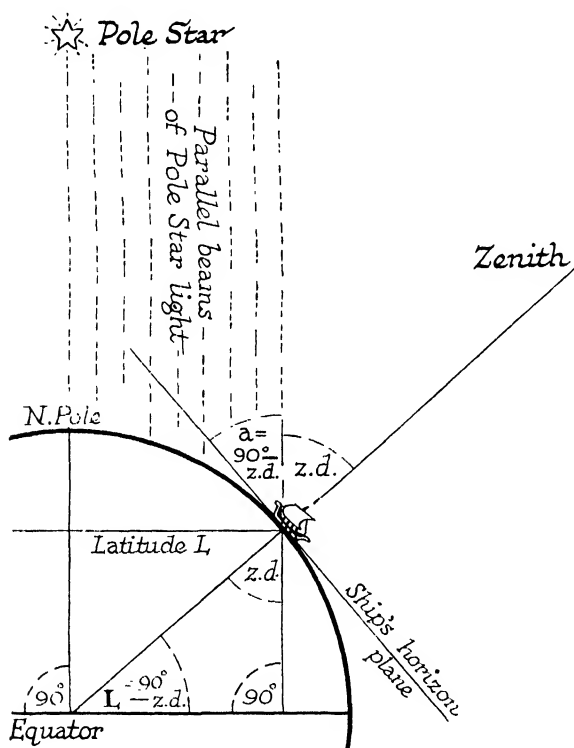 Pole Star
Parallel beams
of Pole Star light
Zenith
N. Pole
a =
90°−
z.d.
z.d.
Latitude L
z.d.
Ship's horizon
plane
90°
L = 90°
− z.d.
90°
Equator